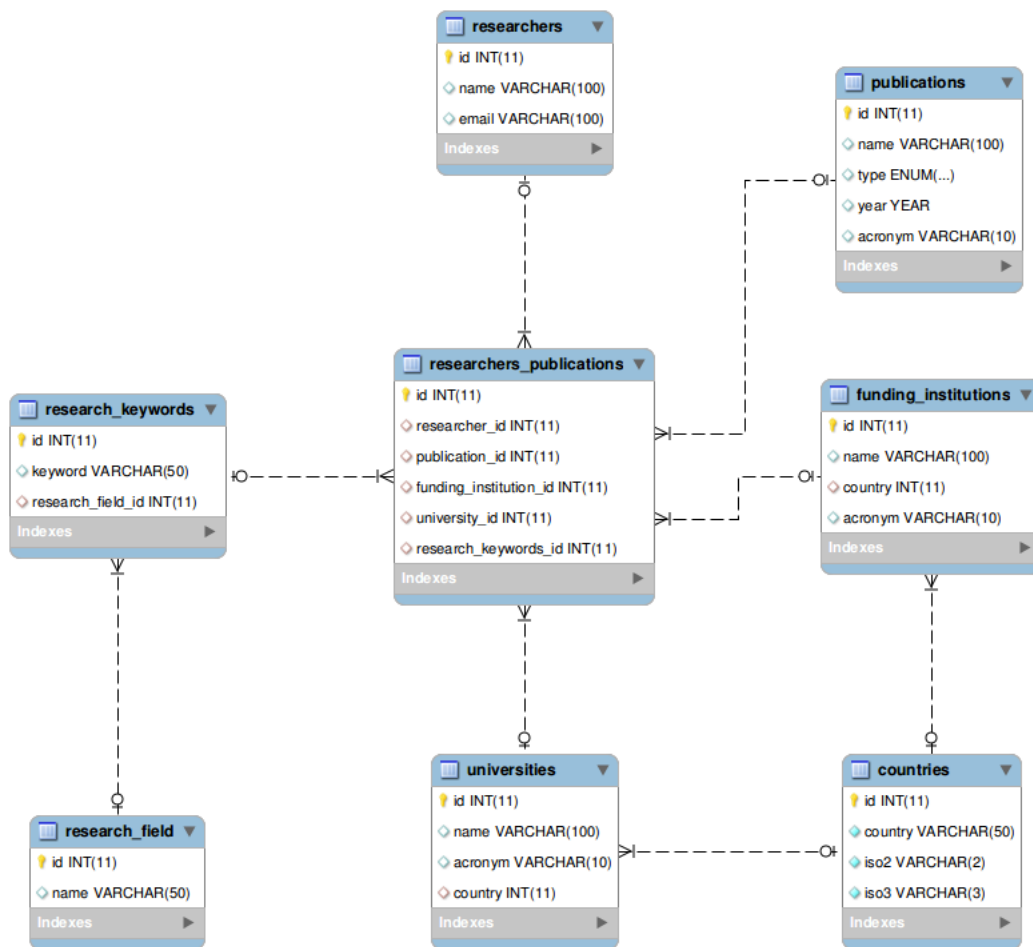 researchers
id INT(11)
name VARCHAR(100)
email VARCHAR(100)
Indexes
publications
id INT(11)
name VARCHAR(100)
type ENUM(...)
year YEAR
acronym VARCHAR(10)
Indexes
researchers_publications
id INT(11)
researcher_id INT(11)
publication_id INT(11)
funding_institution_id INT(11)
university_id INT(11)
research_keywords_id INT(11)
Indexes
research_keywords
id INT(11)
keyword VARCHAR(50)
research_field_id INT(11)
Indexes
funding_institutions
id INT(11)
name VARCHAR(100)
country INT(11)
acronym VARCHAR(10)
Indexes
research_field
id INT(11)
name VARCHAR(50)
Indexes
universities
id INT(11)
name VARCHAR(100)
acronym VARCHAR(10)
country INT(11)
Indexes
countries
id INT(11)
country VARCHAR(50)
iso2 VARCHAR(2)
iso3 VARCHAR(3)
Indexes